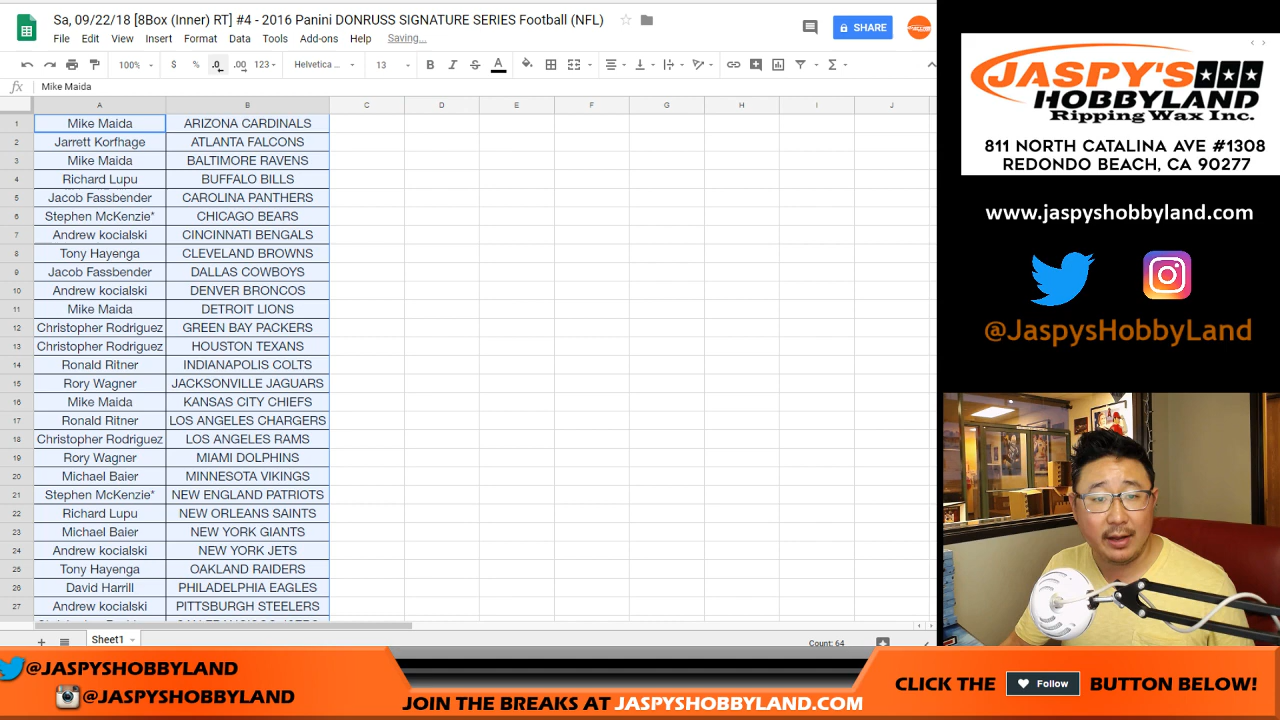 Sa, 09/22/18 [8Box (Inner) RT] #4 - 2016 Panini DONRUSS SIGNATURE SERIES Football (NFL)
File Edit View Insert Format Data Tools Add-ons Help Saving...
SHARE
100% $ % .0 .00 123 Helvetica ... 13 B I S A
fx Mike Maida
A B C D E F G H I J
1 Mike Maida ARIZONA CARDINALS
2 Jarrett Korfhage ATLANTA FALCONS
3 Mike Maida BALTIMORE RAVENS
4 Richard Lupu BUFFALO BILLS
5 Jacob Fassbender CAROLINA PANTHERS
6 Stephen McKenzie* CHICAGO BEARS
7 Andrew kocialski CINCINNATI BENGALS
8 Tony Hayenga CLEVELAND BROWNS
9 Jacob Fassbender DALLAS COWBOYS
10 Andrew kocialski DENVER BRONCOS
11 Mike Maida DETROIT LIONS
12 Christopher Rodriguez GREEN BAY PACKERS
13 Christopher Rodriguez HOUSTON TEXANS
14 Ronald Ritner INDIANAPOLIS COLTS
15 Rory Wagner JACKSONVILLE JAGUARS
16 Mike Maida KANSAS CITY CHIEFS
17 Ronald Ritner LOS ANGELES CHARGERS
18 Christopher Rodriguez LOS ANGELES RAMS
19 Rory Wagner MIAMI DOLPHINS
20 Michael Baier MINNESOTA VIKINGS
21 Stephen McKenzie* NEW ENGLAND PATRIOTS
22 Richard Lupu NEW ORLEANS SAINTS
23 Michael Baier NEW YORK GIANTS
24 Andrew kocialski NEW YORK JETS
25 Tony Hayenga OAKLAND RAIDERS
26 David Harrill PHILADELPHIA EAGLES
27 Andrew kocialski PITTSBURGH STEELERS
Sheet1
Count: 64
JASPY'S
HOBBYLAND
Ripping Wax Inc.
811 NORTH CATALINA AVE #1308
REDONDO BEACH, CA 90277
www.jaspyshobbyland.com
@JaspysHobbyLand
@JASPYSHOBBYLAND
@JASPYSHOBBYLAND
JOIN THE BREAKS AT JASPYSHOBBYLAND.COM
CLICK THE Follow BUTTON BELOW!